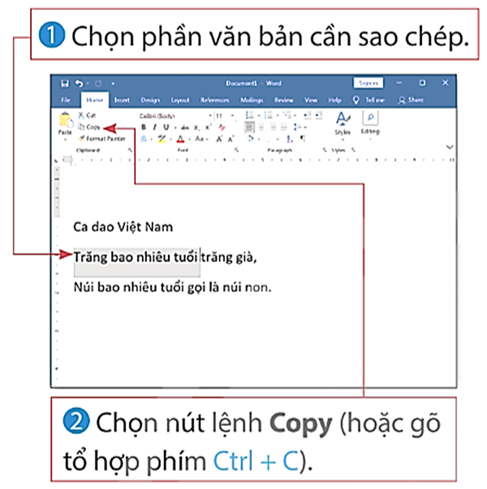 1 Chọn phần văn bản cần sao chép.
Document1 - Word
Sign in
File Home Insert Design Layout References Mailings Review View Help Tell me Share
Cut
Calibri (Body)
Copy
Paste
B I U abc x₂ x²
Styles
Editing
Format Painter
Clipboard Font Paragraph Styles
Ca dao Việt Nam
Trăng bao nhiêu tuổi trăng già,
Núi bao nhiêu tuổi gọi là núi non.
2 Chọn nút lệnh Copy (hoặc gõ
tổ hợp phím Ctrl + C).